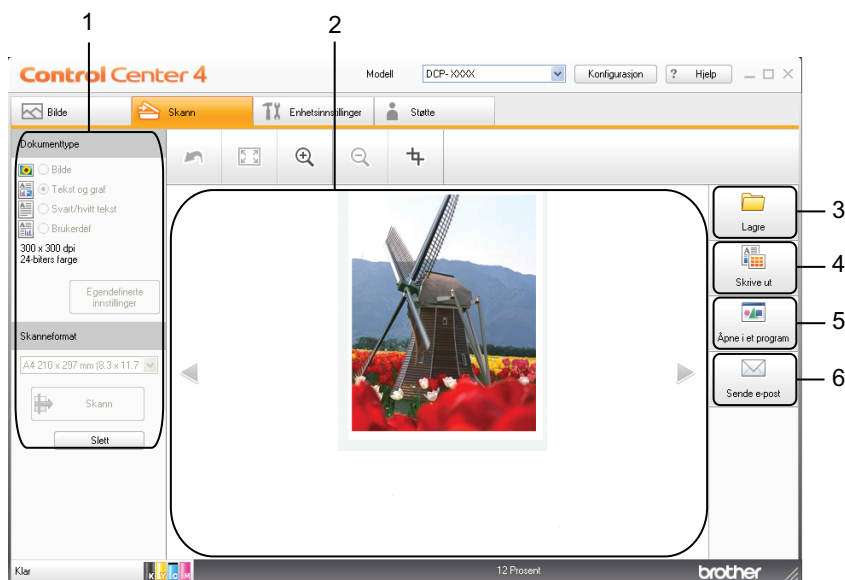 1
2
Control Center 4
Modell
DCP- XXXX
Konfigurasjon
? Hjelp
Bilde
Skann
Enhetsinnstillinger
Støtte
Dokumenttype
Bilde
Tekst og graf
Svart/hvitt tekst
Brukerdef
300 x 300 dpi
24-biters farge
Egendefinerte
innstillinger
Skanneformat
A4 210 x 297 mm (8.3 x 11.7
Skann
Slett
Lagre
3
Skrive ut
4
Åpne i et program
5
Sende e-post
6
Klar
K Y C M
12 Prosent
brother